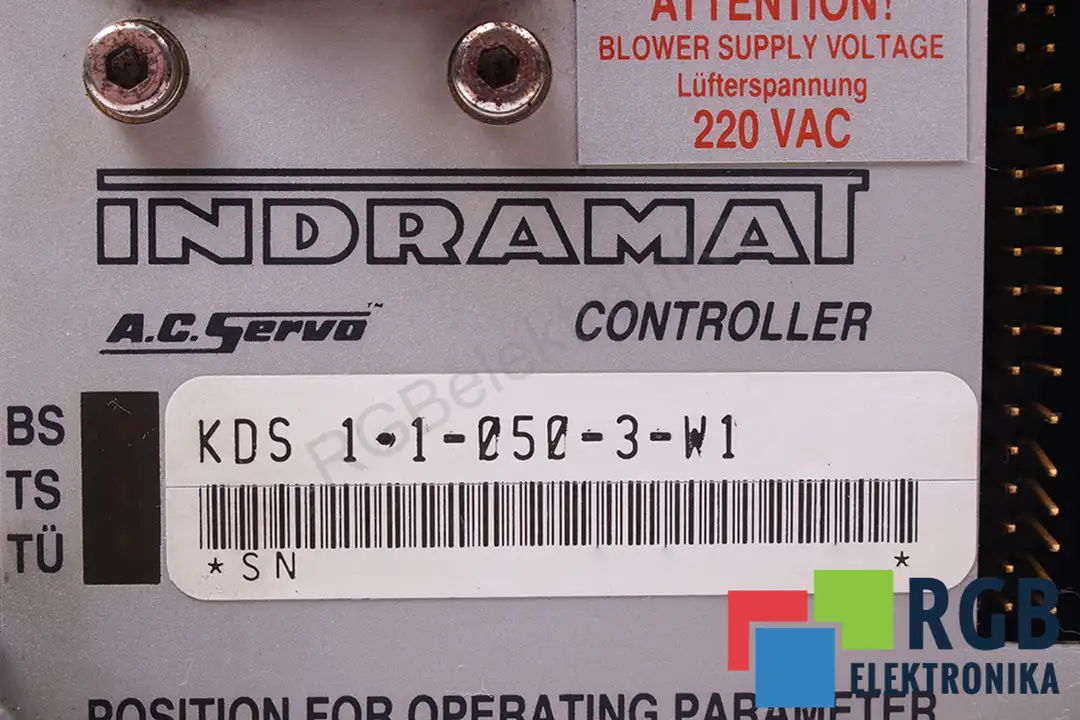 ATTENTION!
BLOWER SUPPLY VOLTAGE
Lüfterspannung
220 VAC
INDRAMAT
A.C. Servo™
CONTROLLER
BS
TS
TÜ
KDS 1•1-050-3-W1
*SN *
RGB
ELEKTRONIKA
POSITION FOR OPERATING PARAMETER